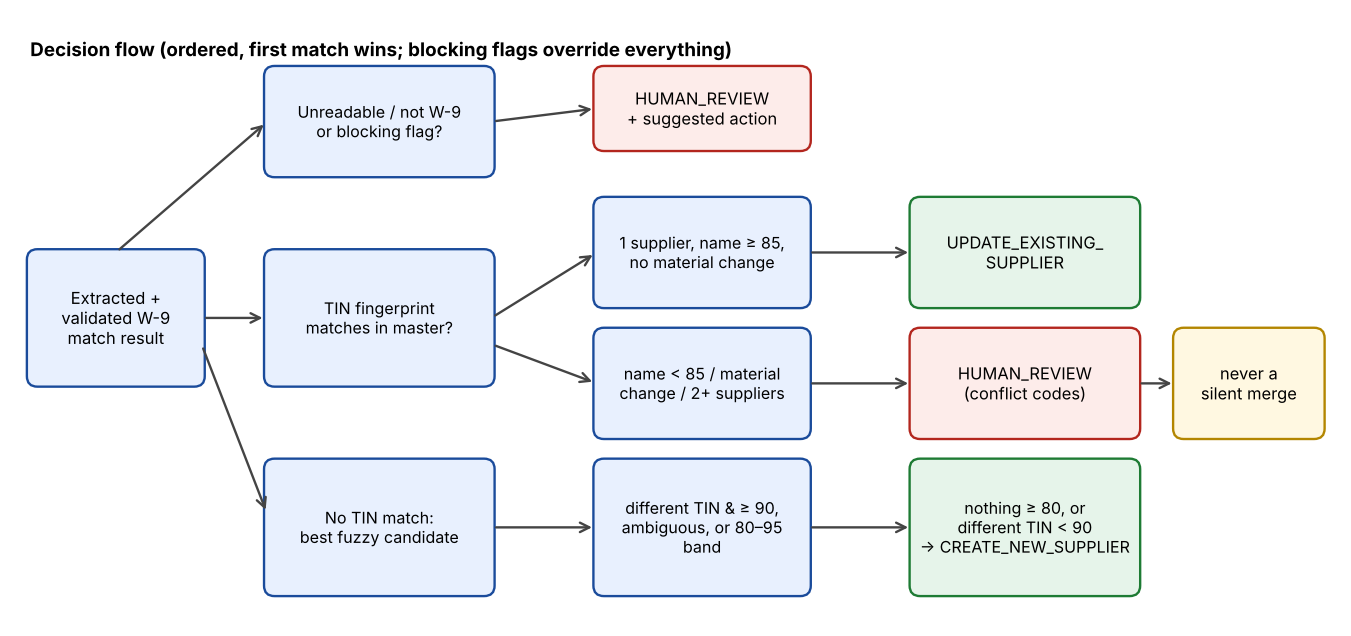 Decision flow (ordered, first match wins; blocking flags override everything)
Unreadable / not W-9
or blocking flag?
HUMAN_REVIEW
+ suggested action
Extracted +
validated W-9
match result
TIN fingerprint
matches in master?
1 supplier, name ≥ 85,
no material change
UPDATE_EXISTING_
SUPPLIER
name < 85 / material
change / 2+ suppliers
HUMAN_REVIEW
(conflict codes)
never a
silent merge
No TIN match:
best fuzzy candidate
different TIN & ≥ 90,
ambiguous, or 80–95
band
nothing ≥ 80, or
different TIN < 90
→ CREATE_NEW_SUPPLIER